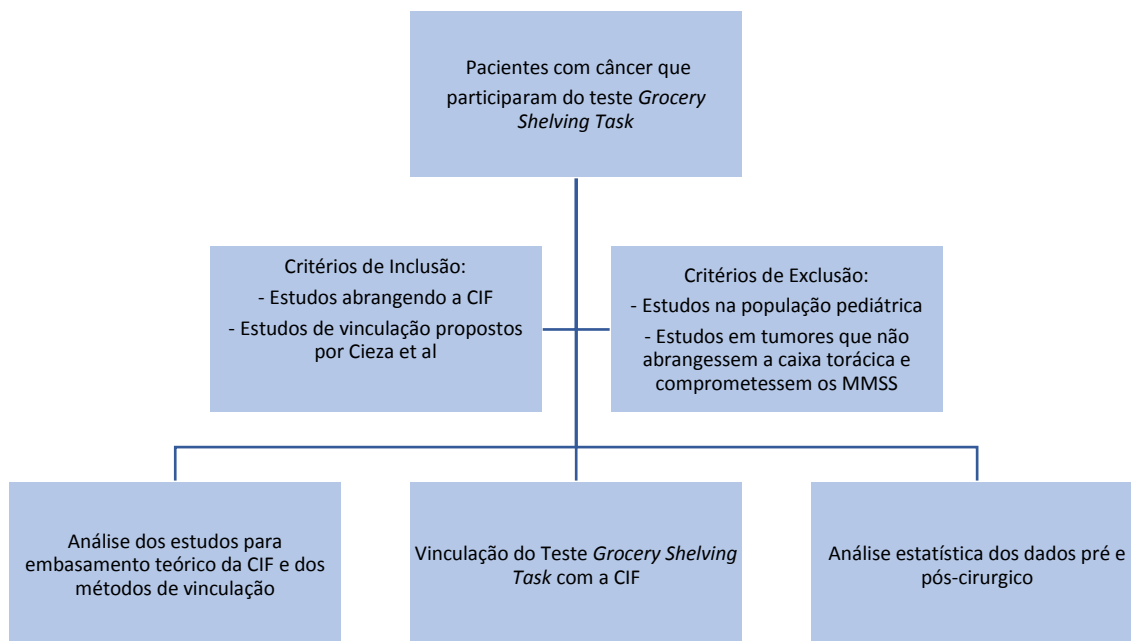 Pacientes com câncer que
participaram do teste Grocery
Shelving Task
Critérios de Inclusão:
- Estudos abrangendo a CIF
- Estudos de vinculação propostos
por Cieza et al
Critérios de Exclusão:
- Estudos na população pediátrica
- Estudos em tumores que não
abrangessem a caixa torácica e
comprometessem os MMSS
Análise dos estudos para
embasamento teórico da CIF e dos
métodos de vinculação
Vinculação do Teste Grocery Shelving
Task com a CIF
Análise estatística dos dados pré e
pós-cirurgico